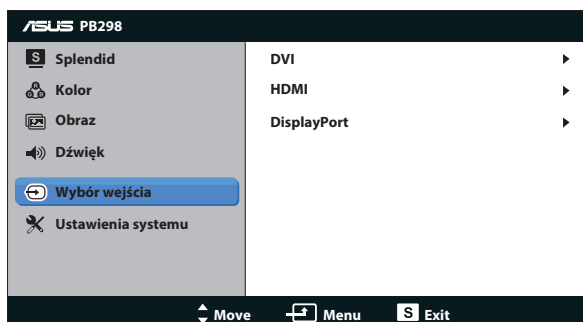 ASUS PB298
S Splendid
Kolor
Obraz
Dźwięk
Wybór wejścia
Ustawienia systemu
DVI
HDMI
DisplayPort
Move Menu S Exit